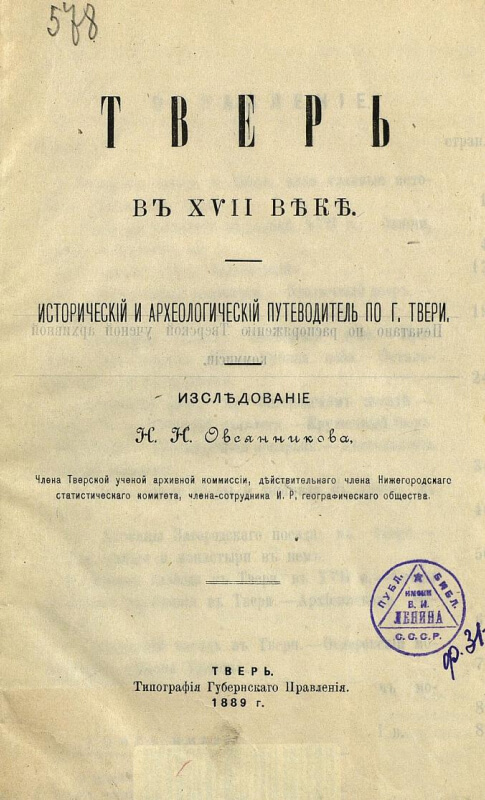 578
ТВЕРЬ
ВЪ XVII ВѢКѢ.
ИСТОРИЧЕСКІЙ И АРХЕОЛОГИЧЕСКІЙ ПУТЕВОДИТЕЛЬ ПО Г. ТВЕРИ.
ИЗСЛѢДОВАНІЕ
Н. Н. Овсянникова,
Члена Тверской ученой архивной коммиссіи, дѣйствительнаго члена Нижегородскаго
статистическаго комитета, члена-сотрудника И. Р. географическаго общества.
ПУБЛ. БИБЛ.
ИМЕНИ
В. И.
ЛЕНИНА
С.С.С.Р.
ТВЕРЬ.
Типографія Губернскаго Правленія.
1889 г.